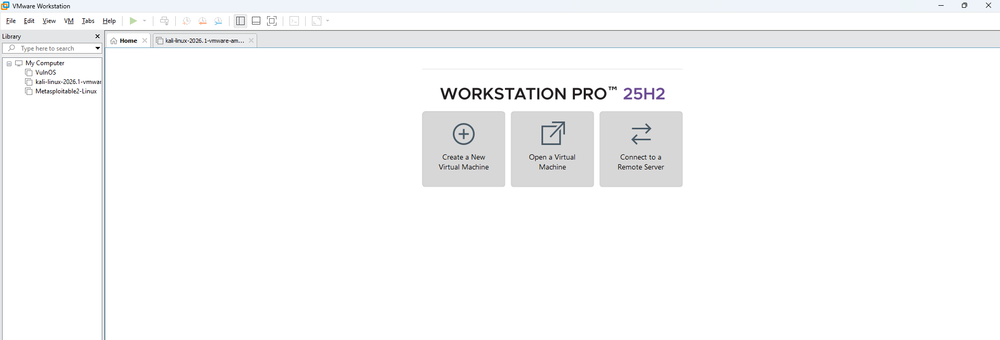 VMware Workstation
File Edit View VM Tabs Help
Library
Type here to search
My Computer
VulnOS
kali-linux-2026.1-vmwar
Metasploitable2-Linux
Home
kali-linux-2026.1-vmware-am...
WORKSTATION PRO™ 25H2
Create a New
Virtual Machine
Open a Virtual
Machine
Connect to a
Remote Server